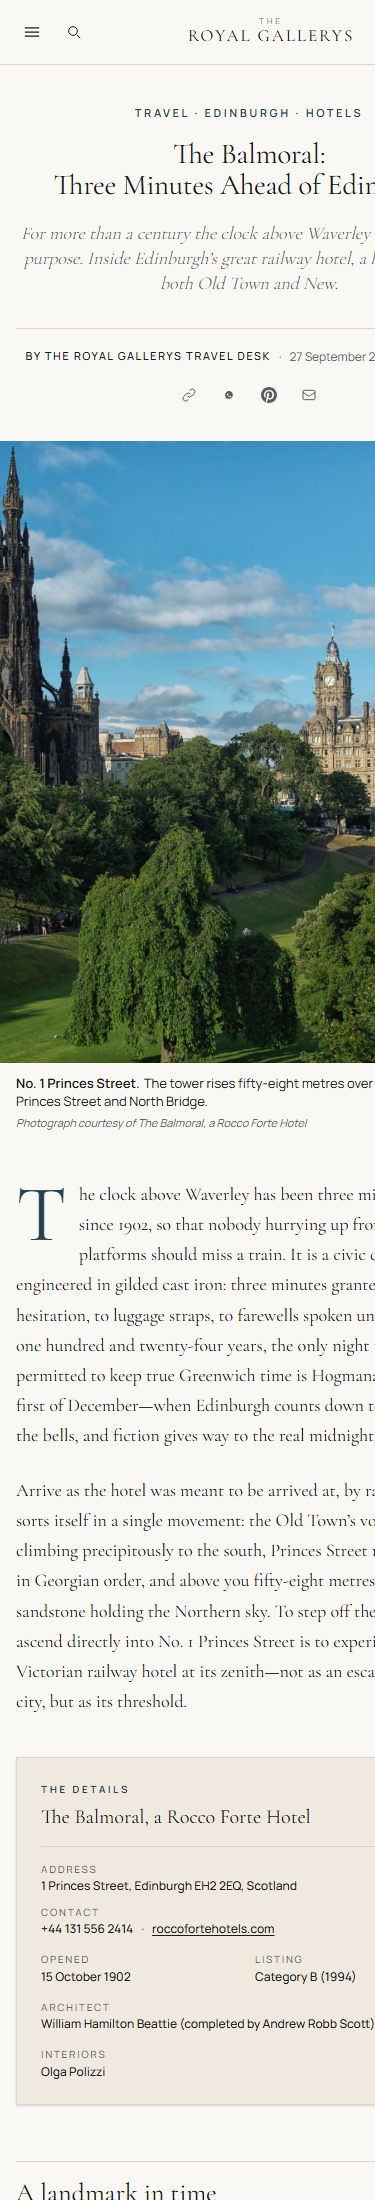 THE
ROYAL GALLERYS
TRAVEL · EDINBURGH · HOTELS
The Balmoral:
Three Minutes Ahead of Edin
For more than a century the clock above Waverley
purpose. Inside Edinburgh’s great railway hotel, a
both Old Town and New.
BY THE ROYAL GALLERYS TRAVEL DESK · 27 September 2
No. 1 Princes Street. The tower rises fifty-eight metres over
Princes Street and North Bridge.
Photograph courtesy of The Balmoral, a Rocco Forte Hotel
The clock above Waverley has been three mi
since 1902, so that nobody hurrying up fro
platforms should miss a train. It is a civic
engineered in gilded cast iron: three minutes grante
hesitation, to luggage straps, to farewells spoken un
one hundred and twenty-four years, the only night
permitted to keep true Greenwich time is Hogmana
first of December—when Edinburgh counts down t
the bells, and fiction gives way to the real midnight
Arrive as the hotel was meant to be arrived at, by ra
sorts itself in a single movement: the Old Town’s vo
climbing precipitously to the south, Princes Street
in Georgian order, and above you fifty-eight metres
sandstone holding the Northern sky. To step off the
ascend directly into No. 1 Princes Street is to experi
Victorian railway hotel at its zenith—not as an esca
city, but as its threshold.
THE DETAILS
The Balmoral, a Rocco Forte Hotel
ADDRESS
1 Princes Street, Edinburgh EH2 2EQ, Scotland
CONTACT
+44 131 556 2414 · roccofortehotels.com
OPENED LISTING
15 October 1902 Category B (1994)
ARCHITECT
William Hamilton Beattie (completed by Andrew Robb Scott)
INTERIORS
Olga Polizzi
A landmark in time